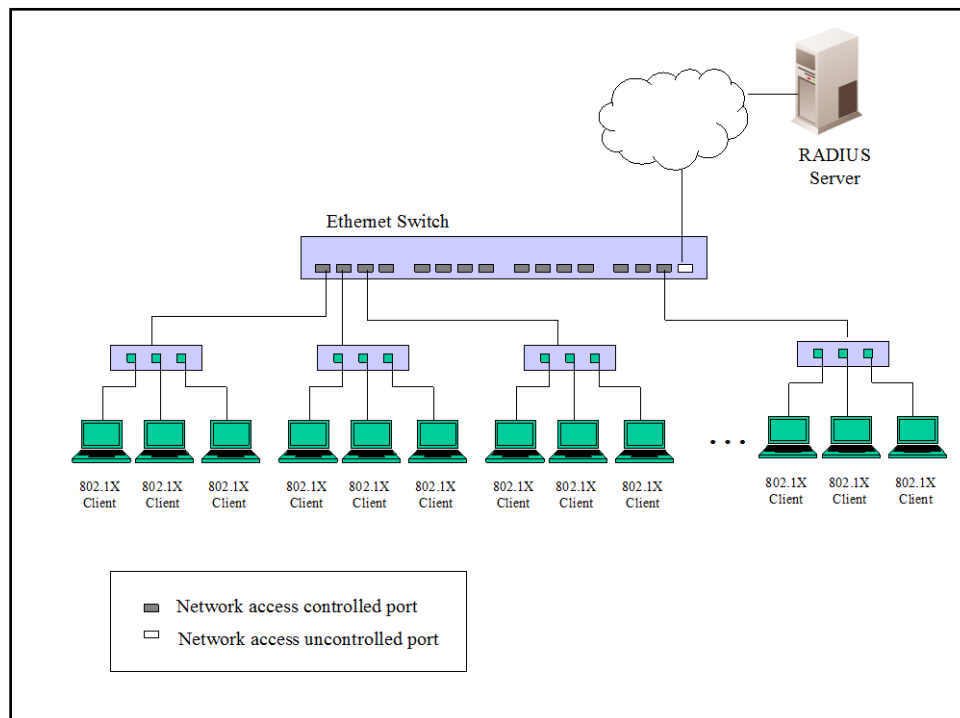 RADIUS
Server
Ethernet Switch
. . .
802.1X 802.1X 802.1X 802.1X 802.1X 802.1X 802.1X 802.1X 802.1X 802.1X 802.1X 802.1X
Client Client Client Client Client Client Client Client Client Client Client Client
Network access controlled port
Network access uncontrolled port